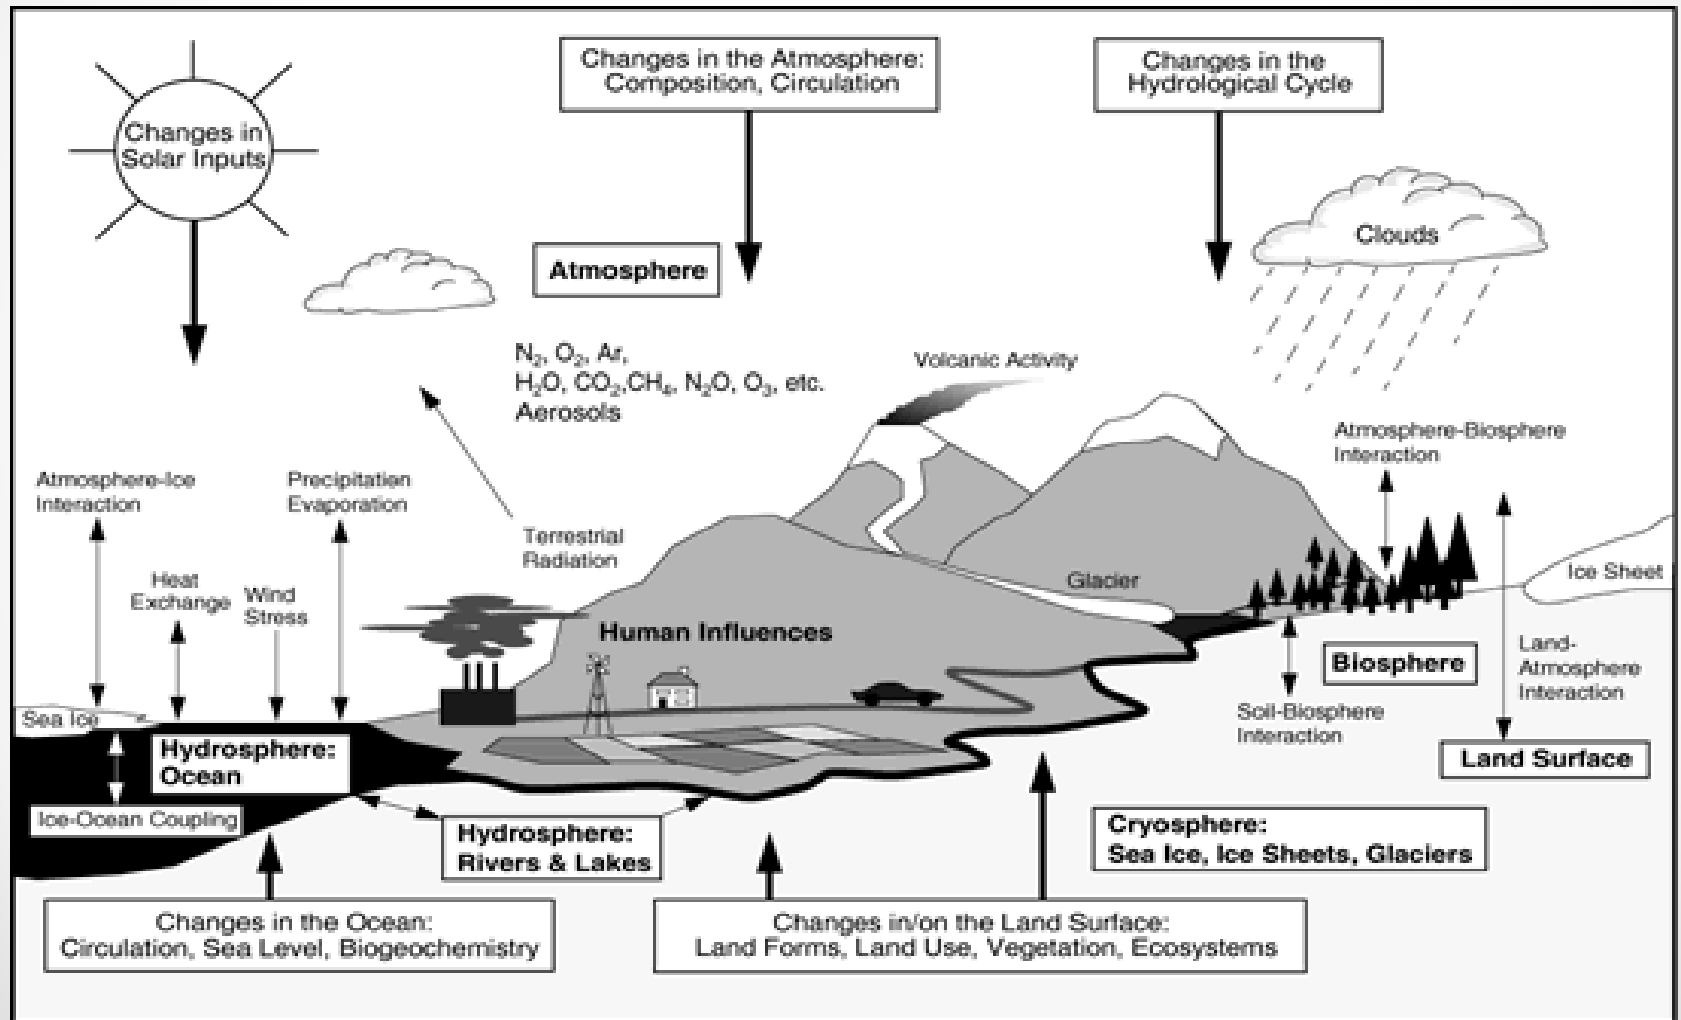 Changes in
Solar Inputs
Changes in the Atmosphere:
Composition, Circulation
Changes in the
Hydrological Cycle
Clouds
Atmosphere
N₂, O₂, Ar,
H₂O, CO₂,CH₄, N₂O, O₃, etc.
Aerosols
Volcanic Activity
Atmosphere-Ice
Interaction
Precipitation
Evaporation
Terrestrial
Radiation
Atmosphere-Biosphere
Interaction
Heat
Exchange
Wind
Stress
Glacier
Ice Sheet
Human Influences
Biosphere
Land-
Atmosphere
Interaction
Soil-Biosphere
Interaction
Sea Ice
Hydrosphere:
Ocean
Land Surface
Ice-Ocean Coupling
Hydrosphere:
Rivers & Lakes
Cryosphere:
Sea Ice, Ice Sheets, Glaciers
Changes in the Ocean:
Circulation, Sea Level, Biogeochemistry
Changes in/on the Land Surface:
Land Forms, Land Use, Vegetation, Ecosystems